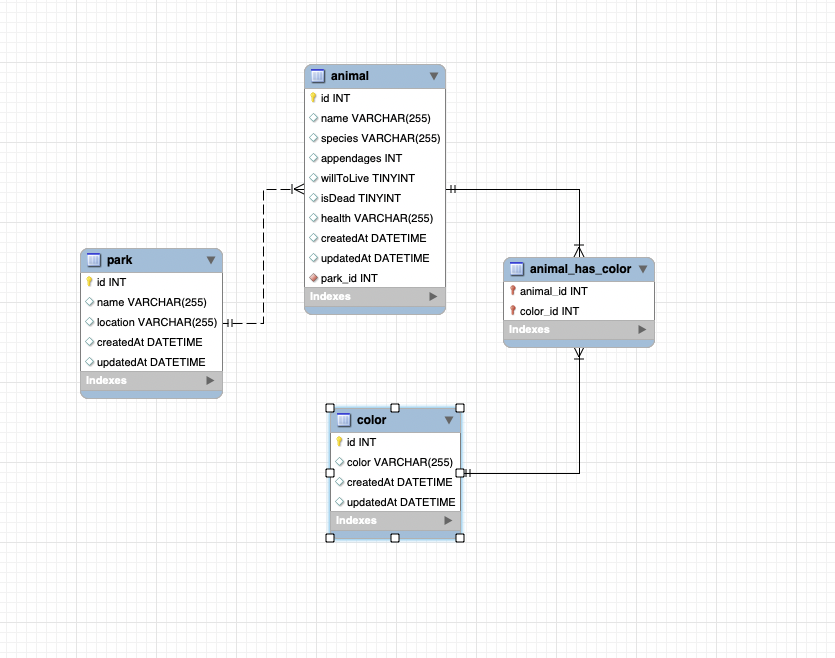 animal
id INT
name VARCHAR(255)
species VARCHAR(255)
appendages INT
willToLive TINYINT
isDead TINYINT
health VARCHAR(255)
createdAt DATETIME
updatedAt DATETIME
park_id INT
Indexes
park
id INT
name VARCHAR(255)
location VARCHAR(255)
createdAt DATETIME
updatedAt DATETIME
Indexes
animal_has_color
animal_id INT
color_id INT
Indexes
color
id INT
color VARCHAR(255)
createdAt DATETIME
updatedAt DATETIME
Indexes